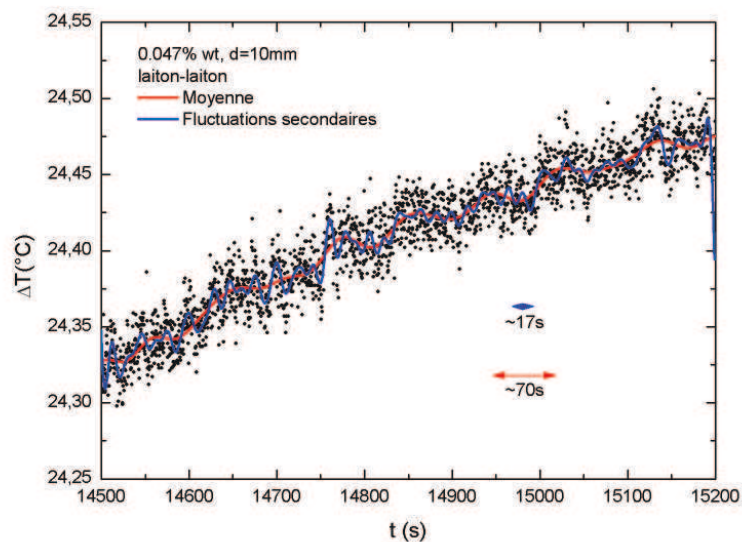 24,55
24,50
24,45
24,40
24,35
24,30
24,25
ΔT(°C)
0.047% wt, d=10mm
laiton-laiton
Moyenne
Fluctuations secondaires
~17s
~70s
14500 14600 14700 14800 14900 15000 15100 15200
t (s)